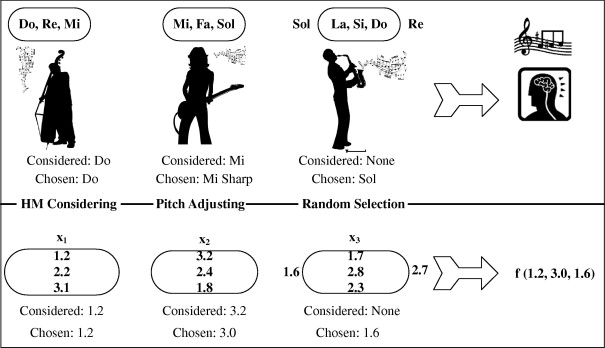 Do, Re, Mi
Mi, Fa, Sol
Sol La, Si, Do Re
Considered: Do
Chosen: Do
Considered: Mi
Chosen: Mi Sharp
Considered: None
Chosen: Sol
HM Considering Pitch Adjusting Random Selection
x1
1.2
2.2
3.1
Considered: 1.2
Chosen: 1.2
x2
3.2
2.4
1.8
Considered: 3.2
Chosen: 3.0
x3
1.7
1.6 2.8 2.7
2.3
Considered: None
Chosen: 1.6
f (1.2, 3.0, 1.6)